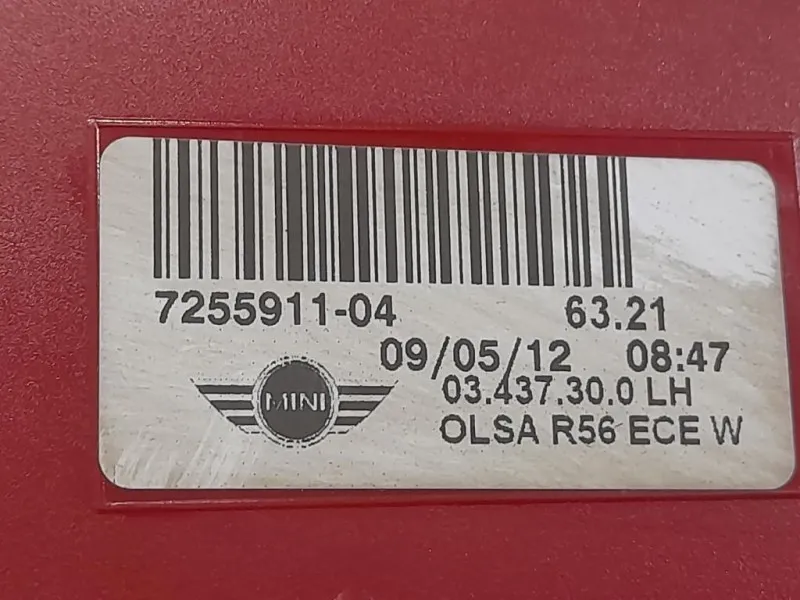 7255911-04 63.21
09/05/12 08:47
03.437.30.0 LH
MINI
OLSA R56 ECE W